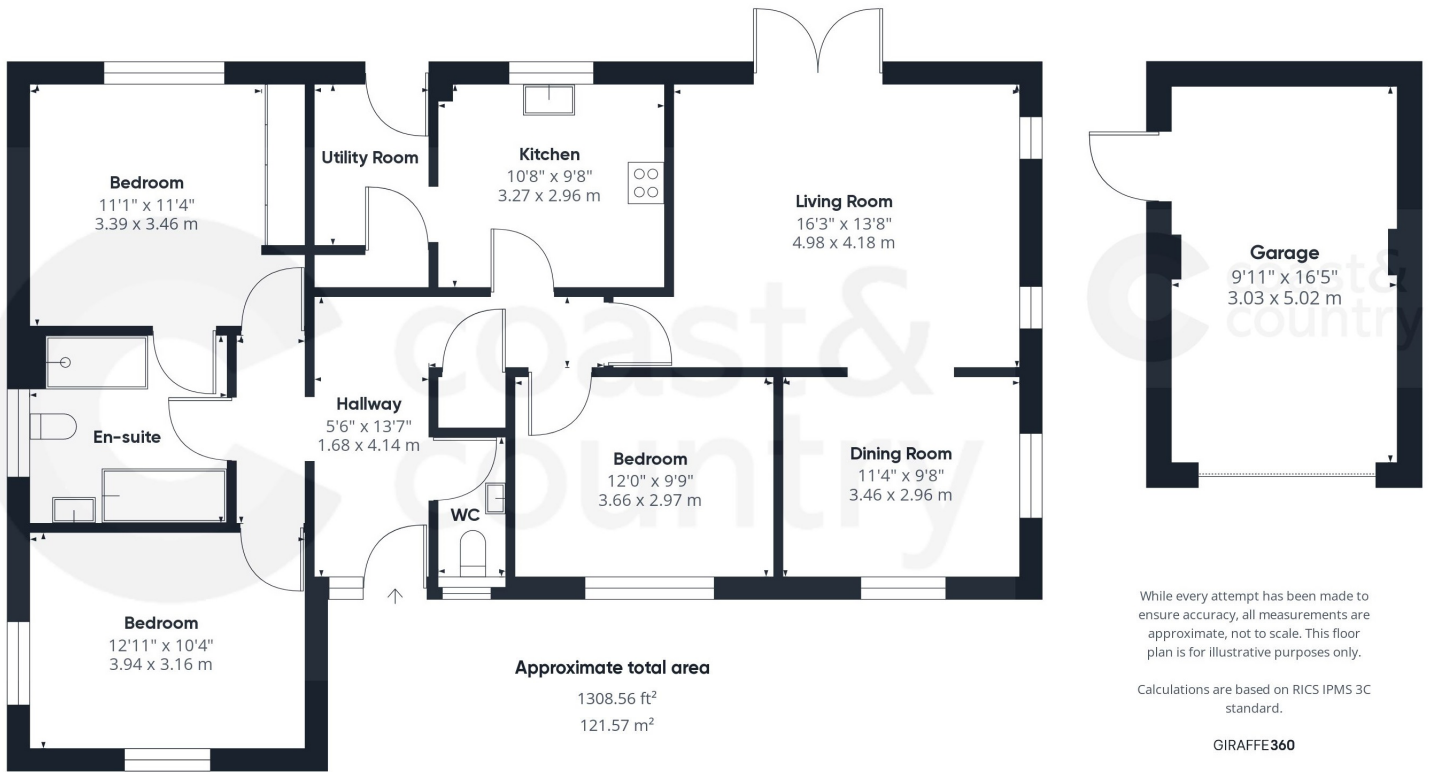 Bedroom
11'1" x 11'4"
3.39 x 3.46 m
Utility Room
Kitchen
10'8" x 9'8"
3.27 x 2.96 m
Living Room
16'3" x 13'8"
4.98 x 4.18 m
Garage
9'11" x 16'5"
3.03 x 5.02 m
En-suite
Hallway
5'6" x 13'7"
1.68 x 4.14 m
WC
Bedroom
12'0" x 9'9"
3.66 x 2.97 m
Dining Room
11'4" x 9'8"
3.46 x 2.96 m
Bedroom
12'11" x 10'4"
3.94 x 3.16 m
Approximate total area
1308.56 ft²
121.57 m²
While every attempt has been made to
ensure accuracy, all measurements are
approximate, not to scale. This floor
plan is for illustrative purposes only.
Calculations are based on RICS IPMS 3C
standard.
GIRAFFE360
coast&
country
coast&
country